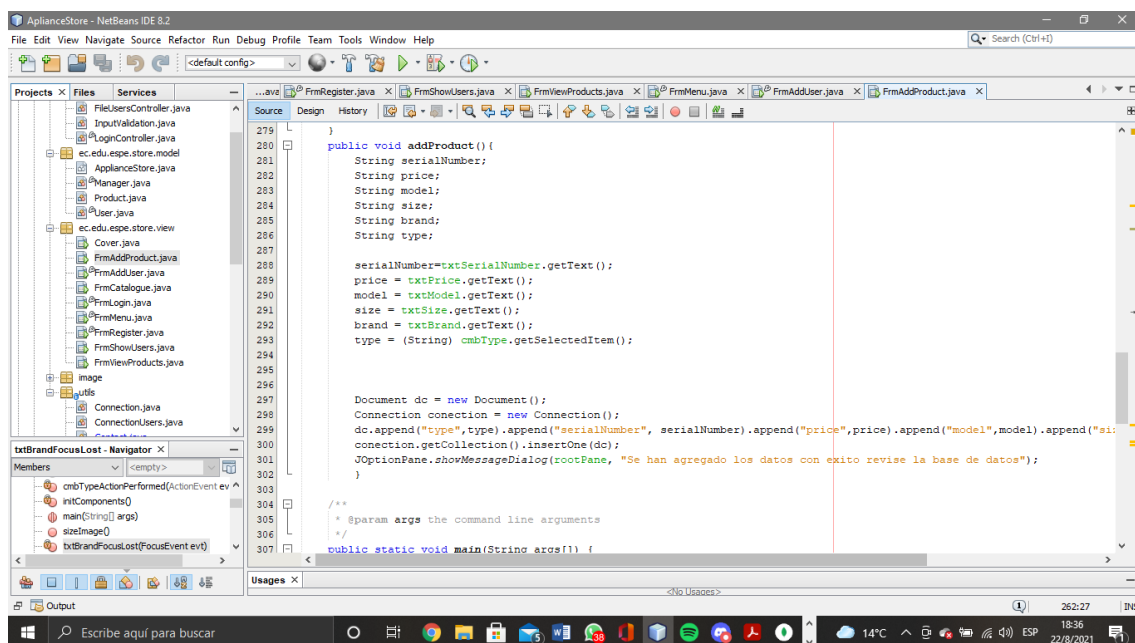 AplianceStore - NetBeans IDE 8.2
File Edit View Navigate Source Refactor Run Debug Profile Team Tools Window Help
Search (Ctrl+I)
<default config>
Projects Files Services
...ava FrmRegister.java FrmShowUsers.java FrmViewProducts.java FrmMenu.java FrmAddUser.java FrmAddProduct.java
Source Design History
FileUsersController.java
InputValidation.java
LoginController.java
ec.edu.espe.store.model
ApplianceStore.java
Manager.java
Product.java
User.java
ec.edu.espe.store.view
Cover.java
FrmAddProduct.java
FrmAddUser.java
FrmCatalogue.java
FrmLogin.java
FrmMenu.java
FrmRegister.java
FrmShowUsers.java
FrmViewProducts.java
image
utils
Connection.java
ConnectionUsers.java
txtBrandFocusLost - Navigator
Members <empty>
cmbTypeActionPerformed(ActionEvent ev
initComponents()
main(String[] args)
sizeImage()
txtBrandFocusLost(FocusEvent evt)
279 }
280 public void addProduct(){
281 String serialNumber;
282 String price;
283 String model;
284 String size;
285 String brand;
286 String type;
287
288 serialNumber=txtSerialNumber.getText();
289 price = txtPrice.getText();
290 model = txtModel.getText();
291 size = txtSize.getText();
292 brand = txtBrand.getText();
293 type = (String) cmbType.getSelectedItem();
294
295
296
297 Document dc = new Document();
298 Connection conection = new Connection();
299 dc.append("type",type).append("serialNumber", serialNumber).append("price",price).append("model",model).append("si
300 conection.getCollection().insertOne(dc);
301 JOptionPane.showMessageDialog(rootPane, "Se han agregado los datos con exito revise la base de datos");
302 }
303
304 /**
305 * @param args the command line arguments
306 */
307 public static void main(String args[]) {
Usages
<No Usages>
Output
1 262:27 INS
Escribe aquí para buscar
5
38
14°C
ESP
18:36
22/8/2021